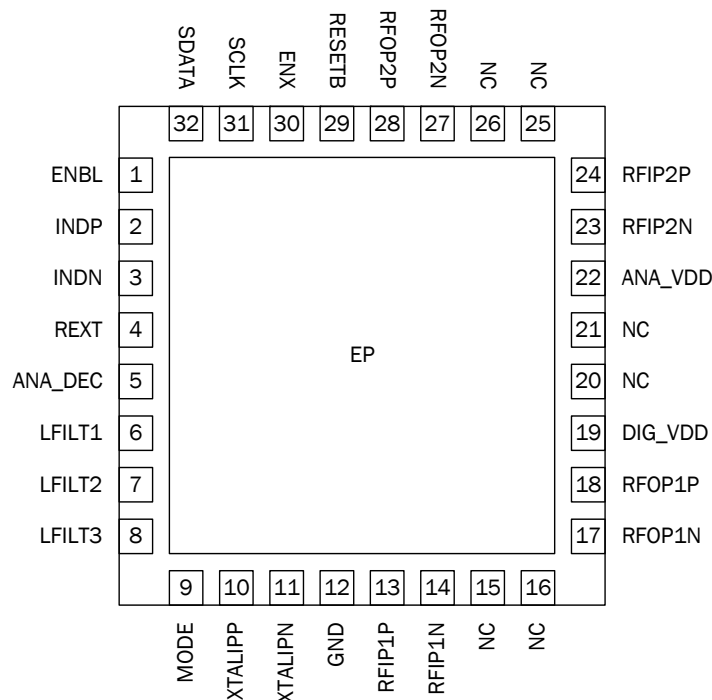 SDATA
SCLK
ENX
RESETB
RFOP2P
RFOP2N
NC
NC
32 31 30 29 28 27 26 25
ENBL 1
INDP 2
INDN 3
REXT 4
ANA_DEC 5
LFILT1 6
LFILT2 7
LFILT3 8
EP
24 RFIP2P
23 RFIP2N
22 ANA_VDD
21 NC
20 NC
19 DIG_VDD
18 RFOP1P
17 RFOP1N
9 10 11 12 13 14 15 16
MODE
XTALIPP
XTALIPN
GND
RFIP1P
RFIP1N
NC
NC